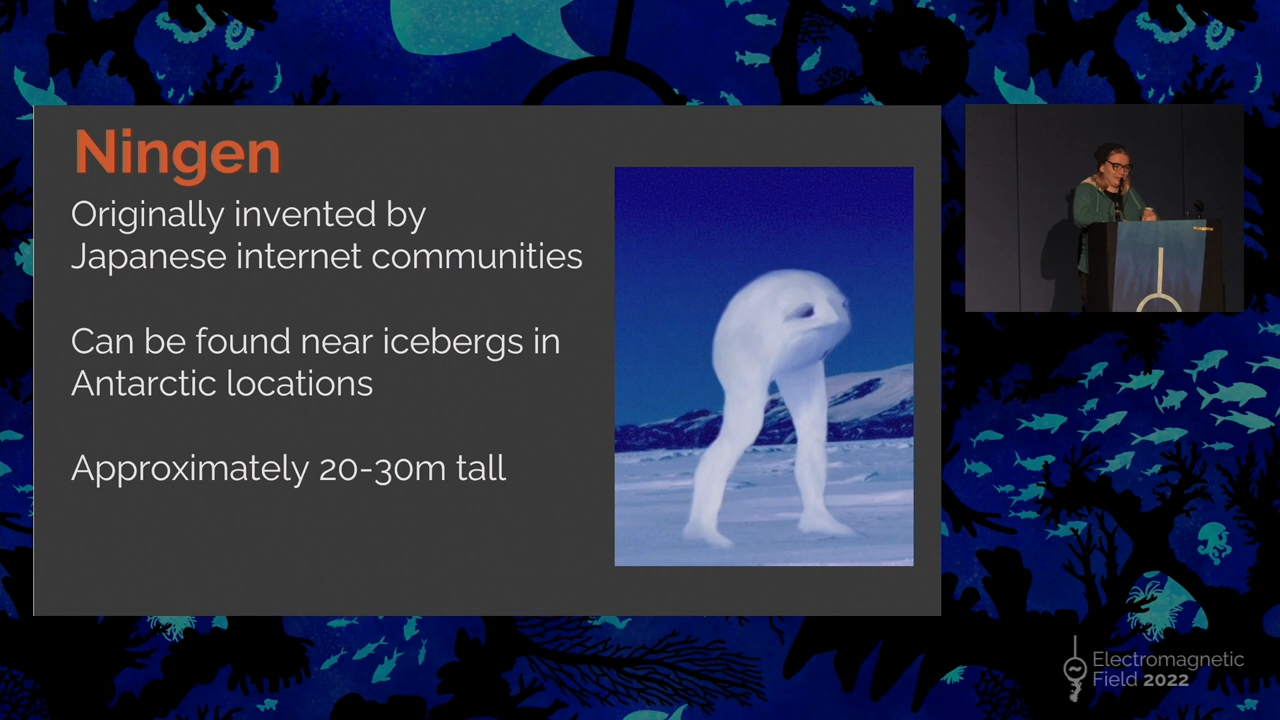 Ningen
Originally invented by
Japanese internet communities
Can be found near icebergs in
Antarctic locations
Approximately 20-30m tall
Electromagnetic
Field 2022